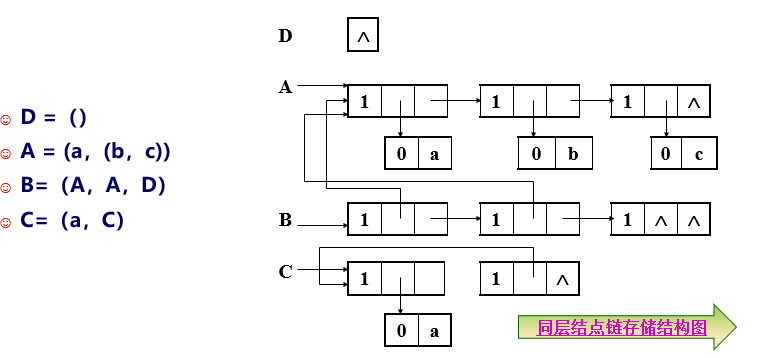 D = ()
A = (a, (b, c))
B= (A, A, D)
C= (a, C)
D ∧
A 1 1 1 ∧
0 a 0 b 0 c
B 1 1 1 ∧ ∧
C 1 1 ∧
0 a
同层结点链存储结构图